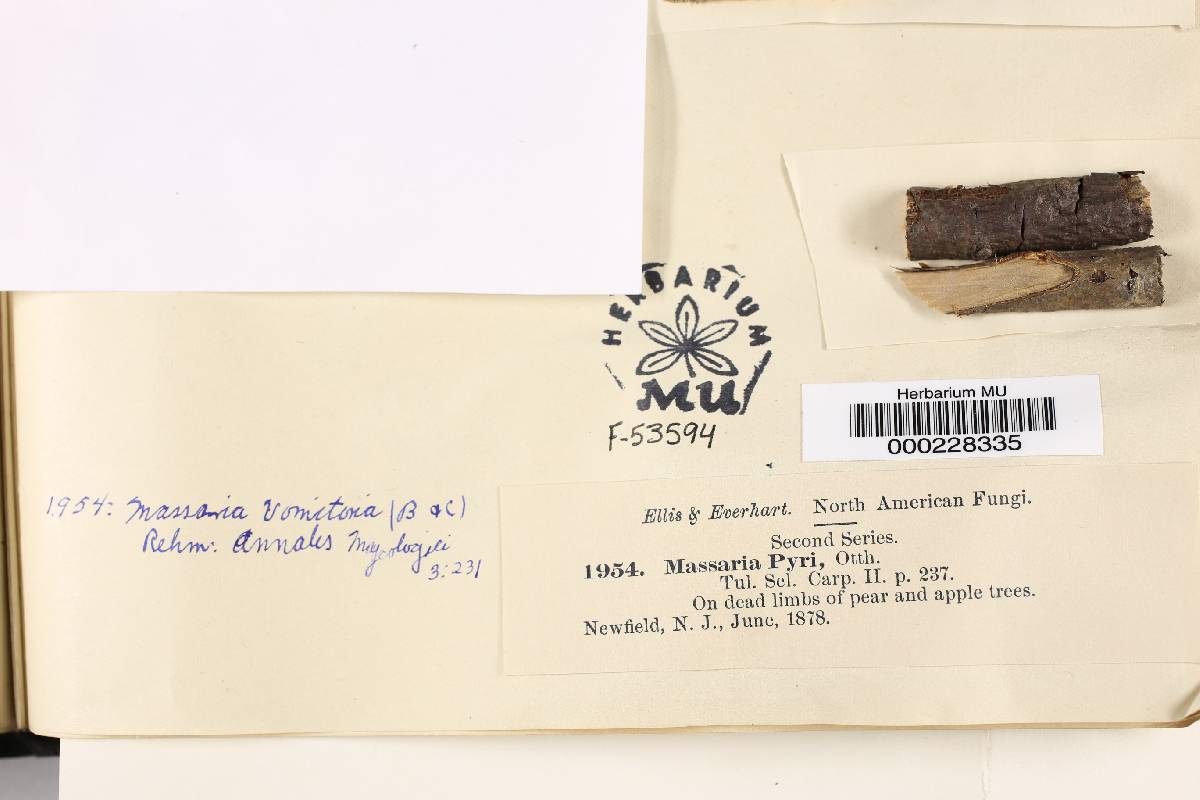 HERBARIUM
MU
F-53594
Herbarium MU
000228335
1954: Massaria vomitoria (B & C)
Rehm. Annales Mycologici
3:231
Ellis & Everhart. North American Fungi.
Second Series.
1954. Massaria Pyri, Otth.
Tul. Sel. Carp. II. p. 237.
On dead limbs of pear and apple trees.
Newfield, N. J., June, 1878.